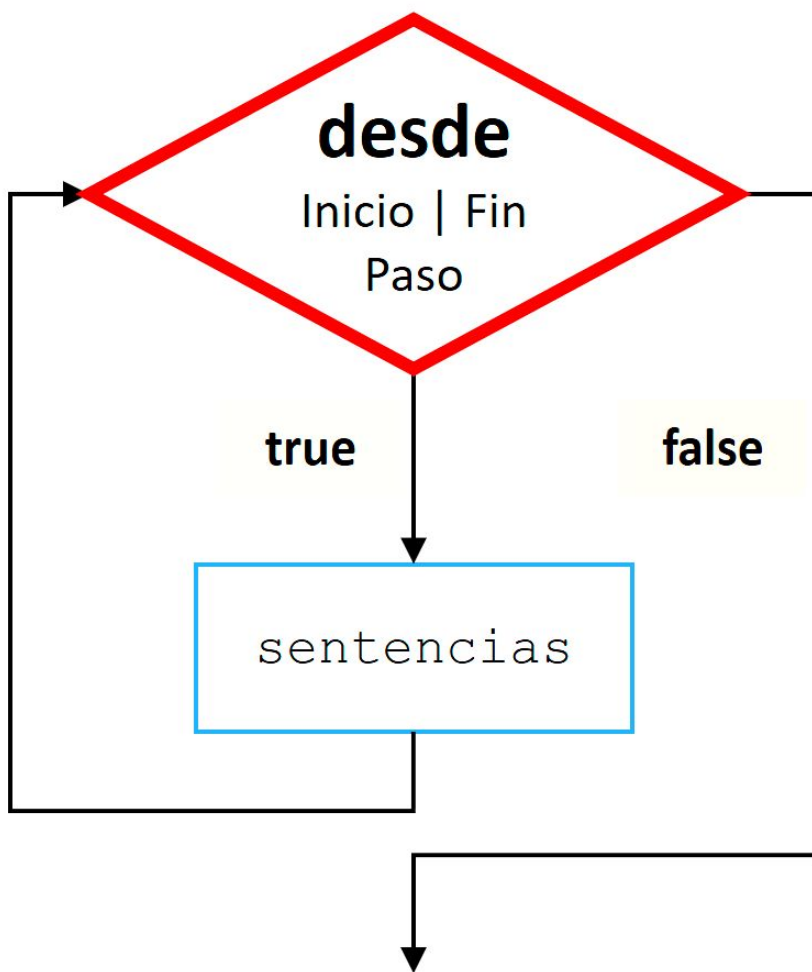 desde
Inicio | Fin
Paso
true
false
sentencias